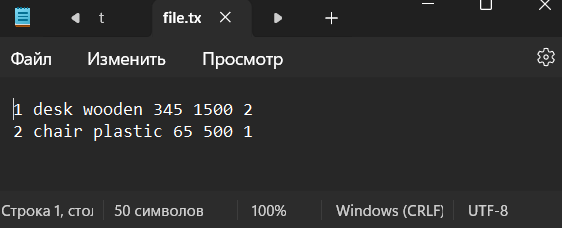 t file.tx
Файл Изменить Просмотр
1 desk wooden 345 1500 2
2 chair plastic 65 500 1
Строка 1, стол 50 символов 100% Windows (CRLF) UTF-8